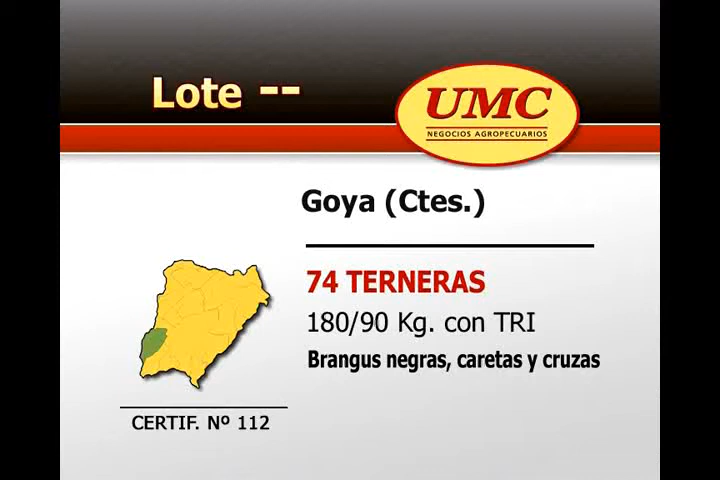 Lote --
UMC
NEGOCIOS AGROPECUARIOS
Goya (Ctes.)
74 TERNERAS
180/90 Kg. con TRI
Brangus negras, caretas y cruzas
CERTIF. Nº 112